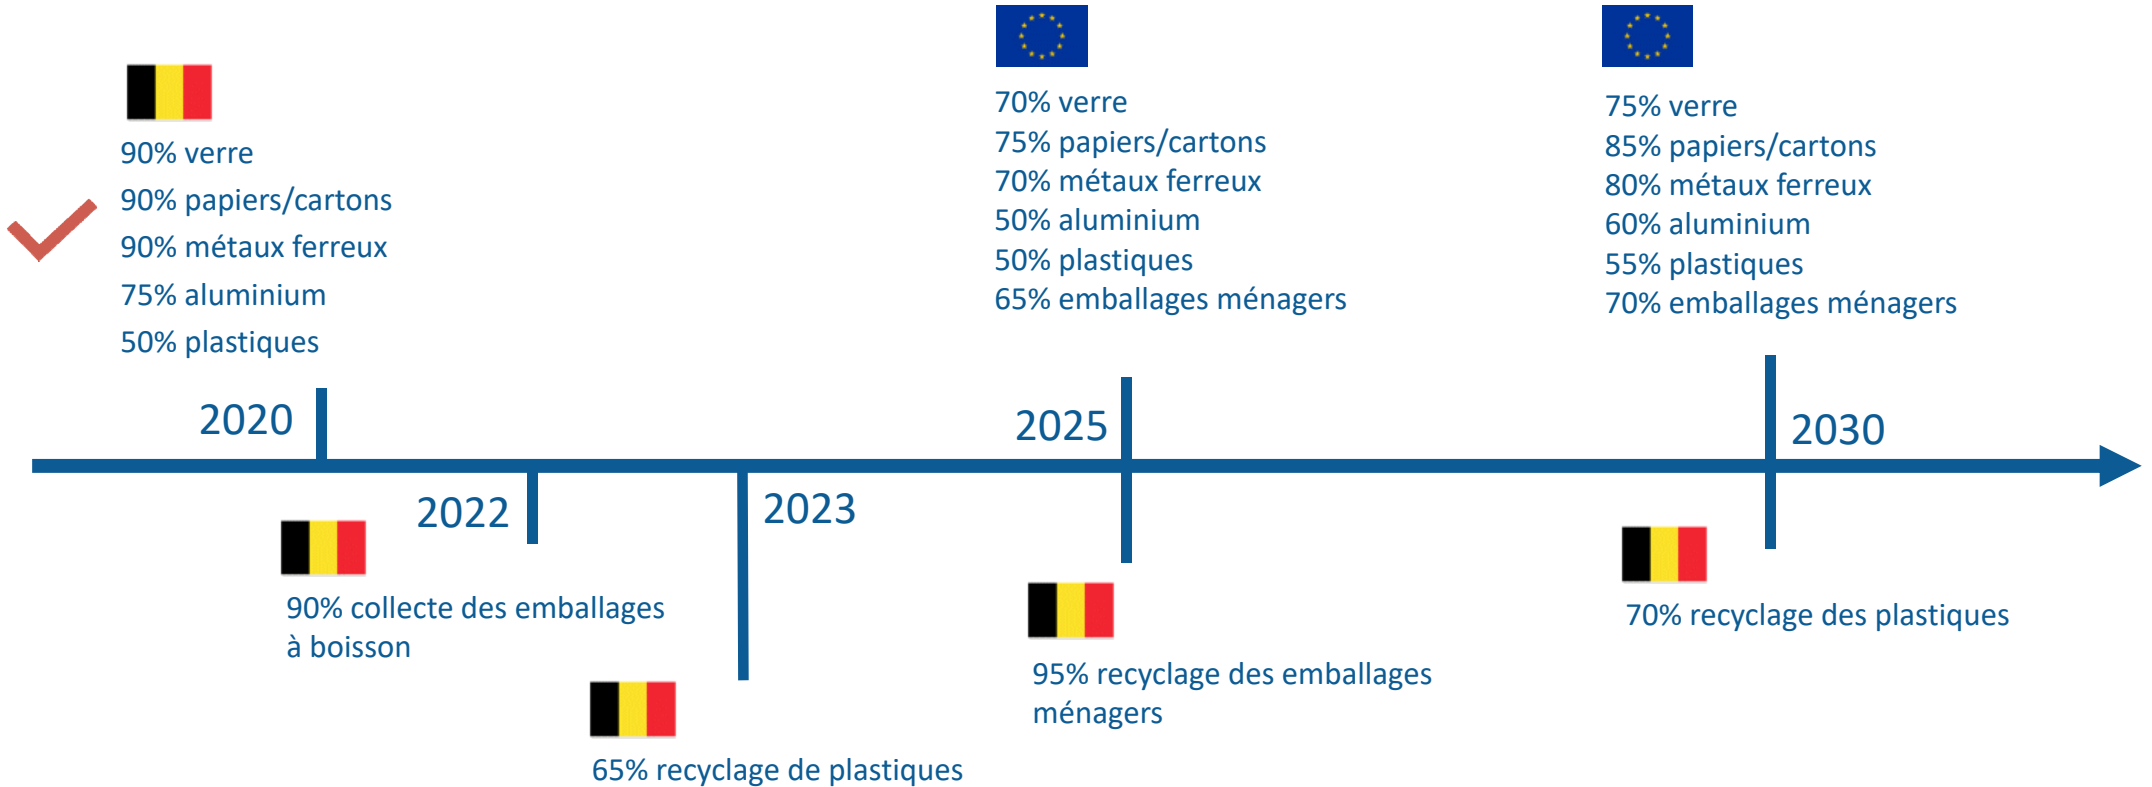 90% verre
90% papiers/cartons
90% métaux ferreux
75% aluminium
50% plastiques
2020
2022
90% collecte des emballages
à boisson
2023
65% recyclage de plastiques
70% verre
75% papiers/cartons
70% métaux ferreux
50% aluminium
50% plastiques
65% emballages ménagers
2025
95% recyclage des emballages
ménagers
75% verre
85% papiers/cartons
80% métaux ferreux
60% aluminium
55% plastiques
70% emballages ménagers
2030
70% recyclage des plastiques